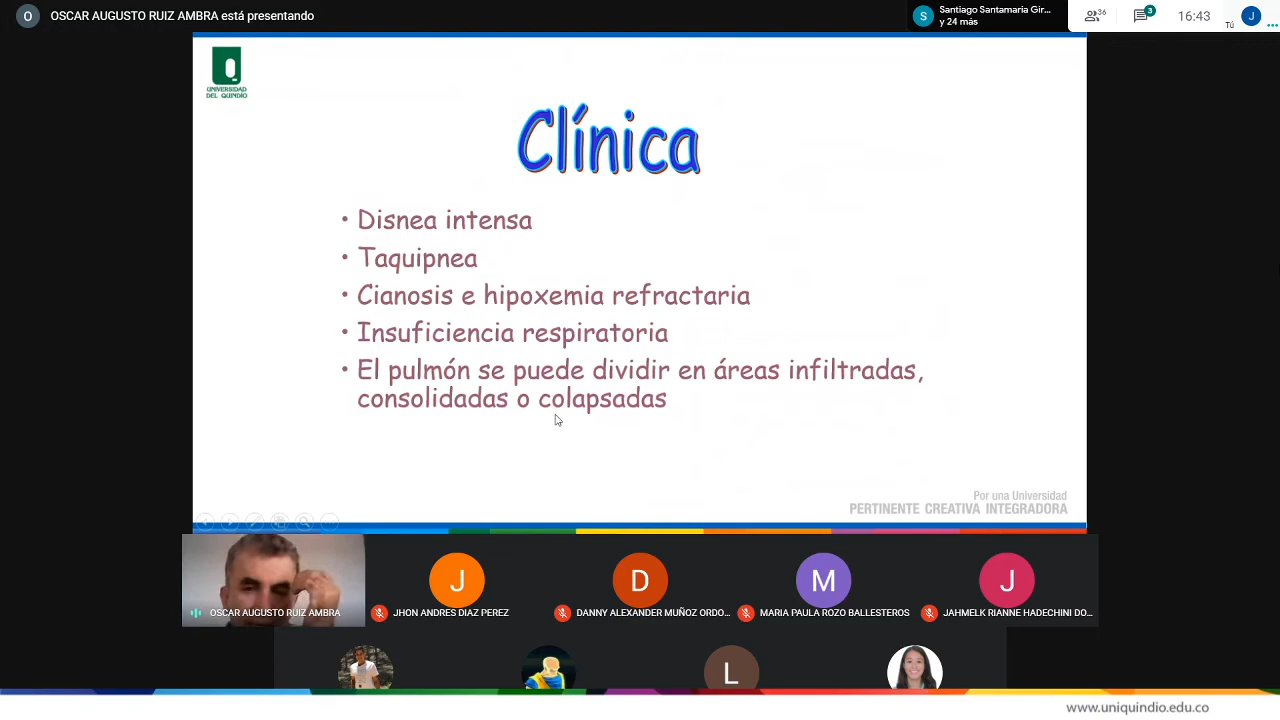 O OSCAR AUGUSTO RUIZ AMBRA está presentando
S Santiago Santamaria Gir...
y 24 más
36
3
16:43
Tú
J
UNIVERSIDAD
DEL QUINDÍO
Clínica
• Disnea intensa
• Taquipnea
• Cianosis e hipoxemia refractaria
• Insuficiencia respiratoria
• El pulmón se puede dividir en áreas infiltradas,
consolidadas o colapsadas
Por una Universidad
PERTINENTE CREATIVA INTEGRADORA
J
D
M
J
OSCAR AUGUSTO RUIZ AMBRA
JHON ANDRES DIAZ PEREZ
DANNY ALEXANDER MUÑOZ ORDO...
MARIA PAULA ROZO BALLESTEROS
JAHMELK RIANNE HADECHINI DO...
L
www.uniquindio.edu.co